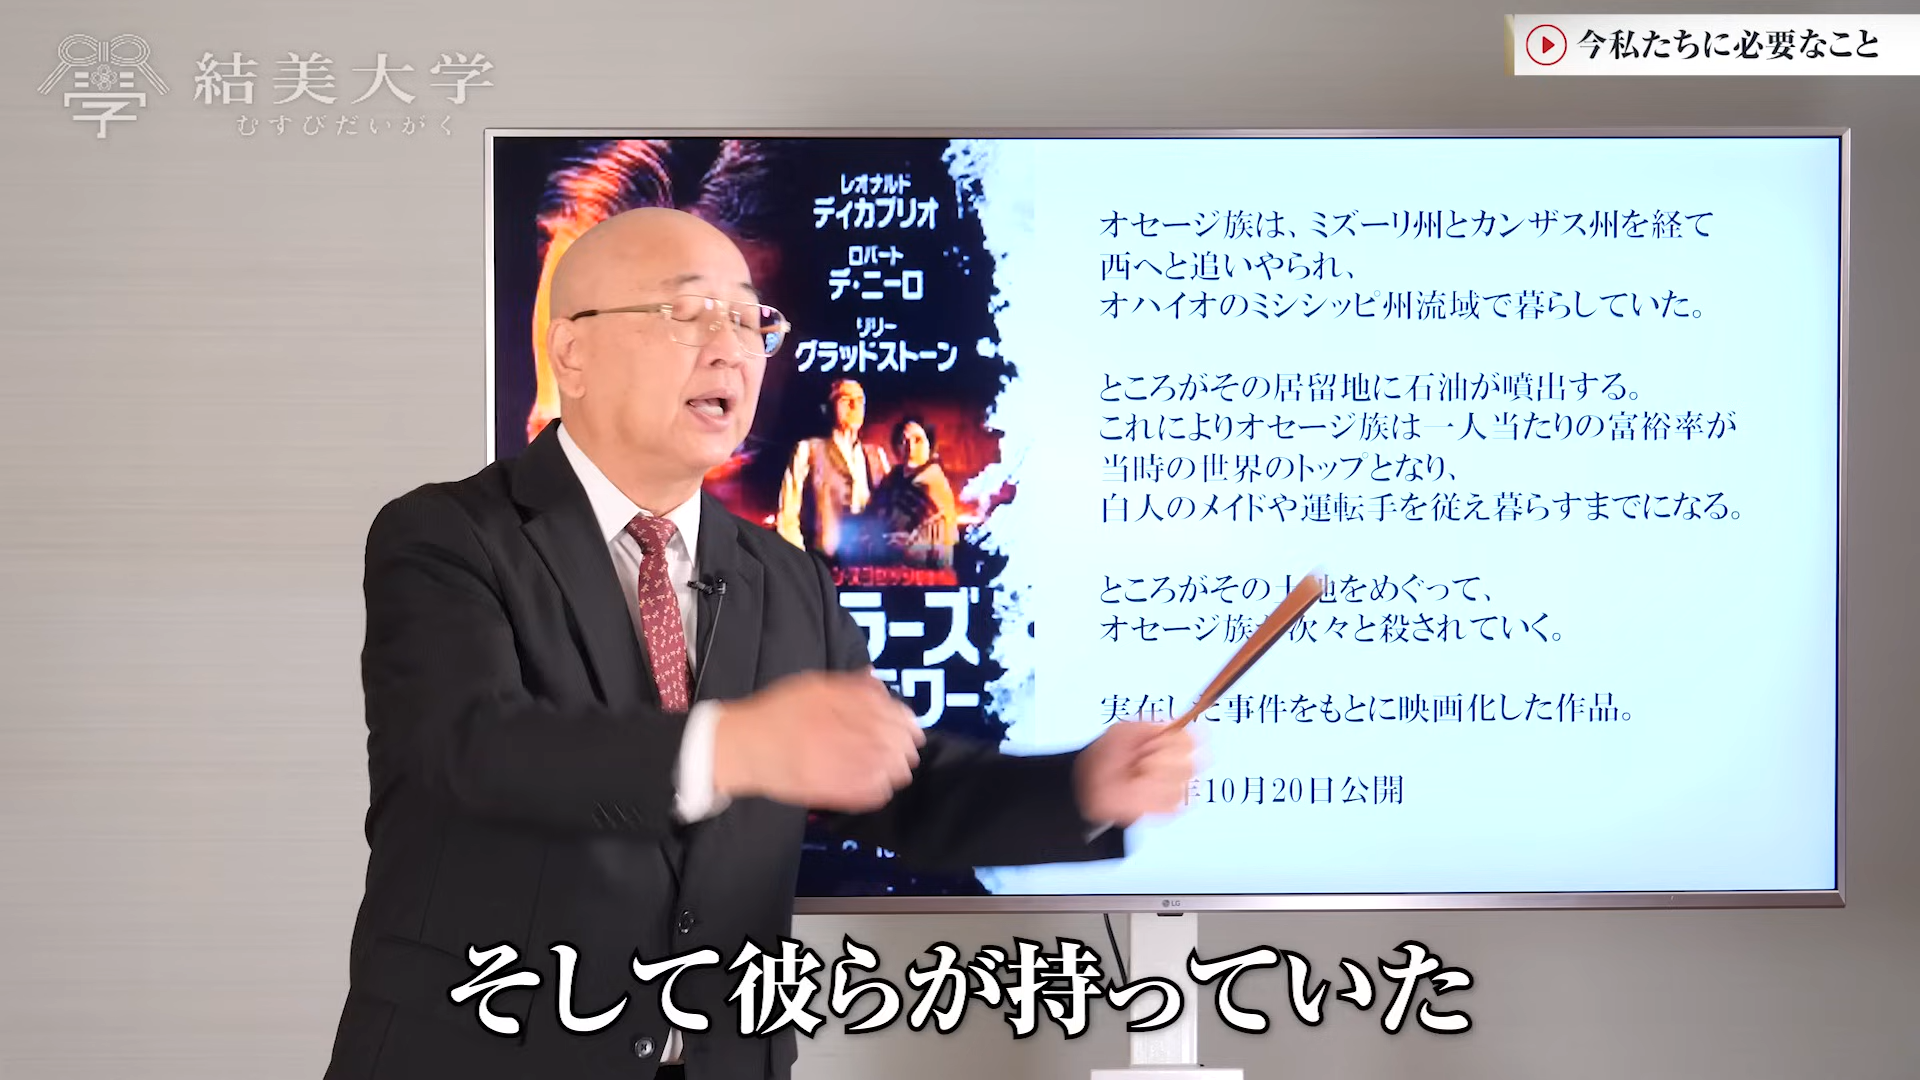 結美大学
むすびだいがく
今私たちに必要なこと
レオナルド
ディカプリオ
ロバート
デ・ニーロ
リリー
グラッドストーン
ラーズ
ワー
オセージ族は、ミズーリ州とカンザス州を経て
西へと追いやられ、
オハイオのミシシッピ州流域で暮らしていた。
ところがその居留地に石油が噴出する。
これによりオセージ族は一人当たりの富裕率が
当時の世界のトップとなり、
白人のメイドや運転手を従え暮らすまでになる。
ところがその土地をめぐって、
オセージ族 次々と殺されていく。
実在した事件をもとに映画化した作品。
年10月20日公開
LG
そして彼らが持っていた